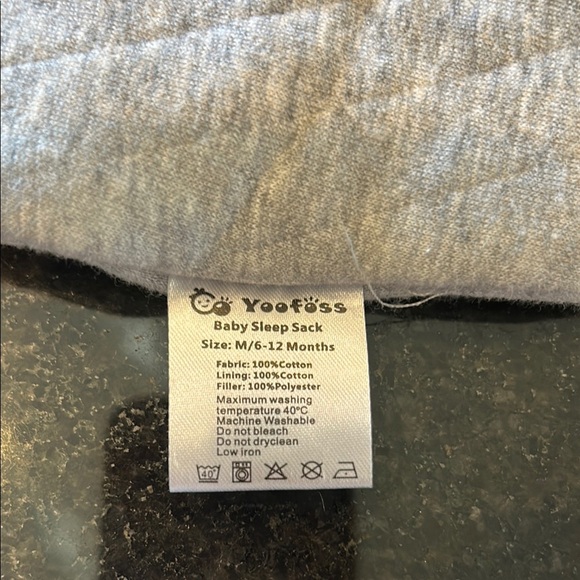 Yoofoss
Baby Sleep Sack
Size: M/6-12 Months
Fabric: 100%Cotton
Lining: 100%Cotton
Filler: 100%Polyester
Maximum washing
temperature 40°C
Machine Washable
Do not bleach
Do not dryclean
Low iron
40°